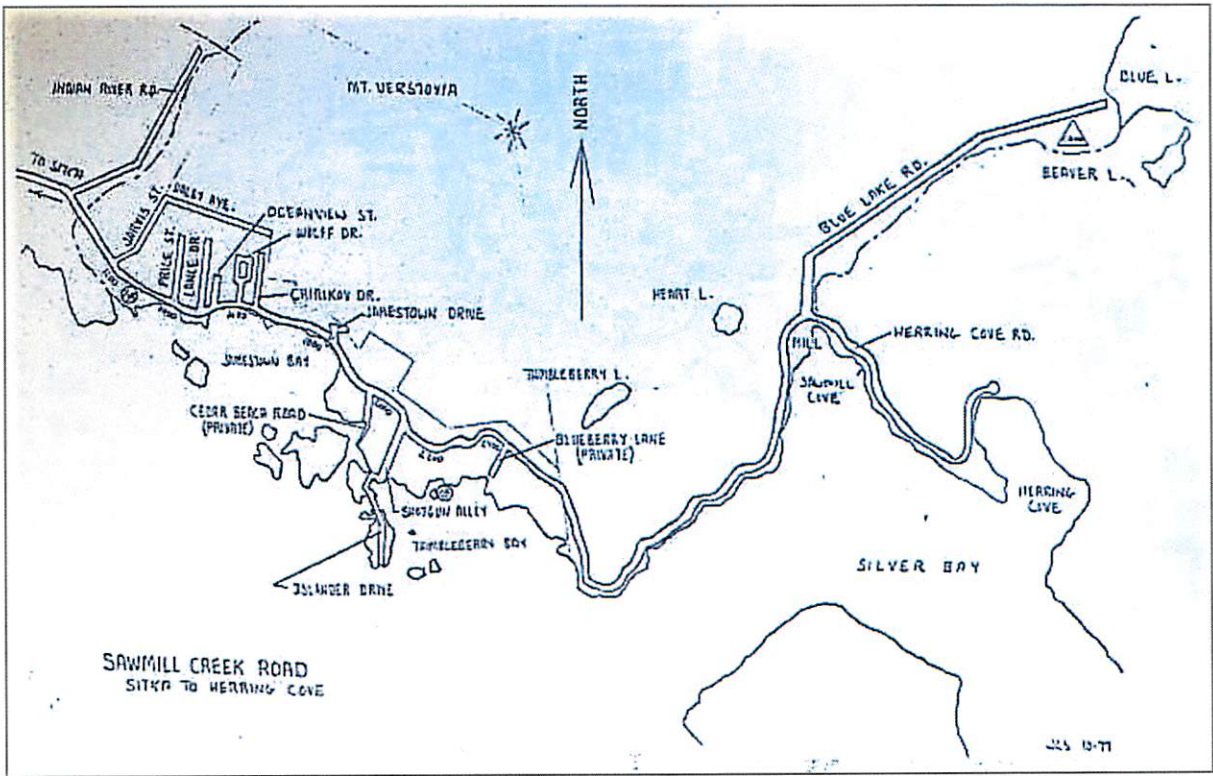 INDIAN RIVER RD.
MT. VERSTOVIA
NORTH
BLUE L.
TO SITKA
BEAVER L.
BLUE LAKE RD.
JARVIS ST.
DALEY AVE.
OCEANVIEW ST.
WOLFF DR.
PRICE ST.
LANCE DR.
CHIRIKOV DR.
JAMESTOWN DRIVE
HEART L.
MILL
HERRING COVE RD.
JAMESTOWN BAY
THIMBLEBERRY L.
SAWMILL
COVE
CEDAR BEACH ROAD
(PRIVATE)
BLUEBERRY LANE
(PRIVATE)
SHOTGUN ALLEY
HERRING
COVE
THIMBLEBERRY BAY
SILVER BAY
ISLANDER DRIVE
SAWMILL CREEK ROAD
SITKA TO HERRING COVE